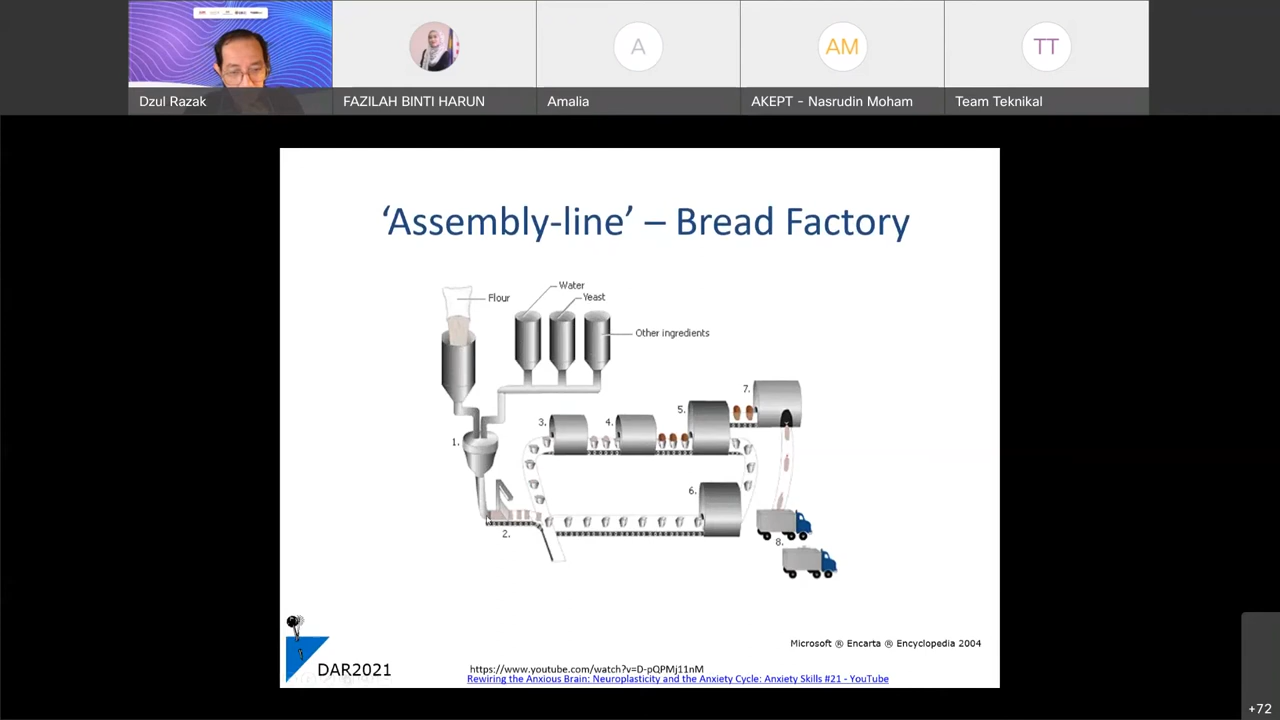 Dzul Razak
FAZILAH BINTI HARUN
A
Amalia
AM
AKEPT - Nasrudin Moham
TT
Team Teknikal
‘Assembly-line’ – Bread Factory
Flour
Water
Yeast
Other ingredients
1.
2.
3.
4.
5.
6.
7.
8.
Microsoft ® Encarta ® Encyclopedia 2004
DAR2021
https://www.youtube.com/watch?v=D-pQPMj11nM
Rewiring the Anxious Brain: Neuroplasticity and the Anxiety Cycle: Anxiety Skills #21 - YouTube
+72